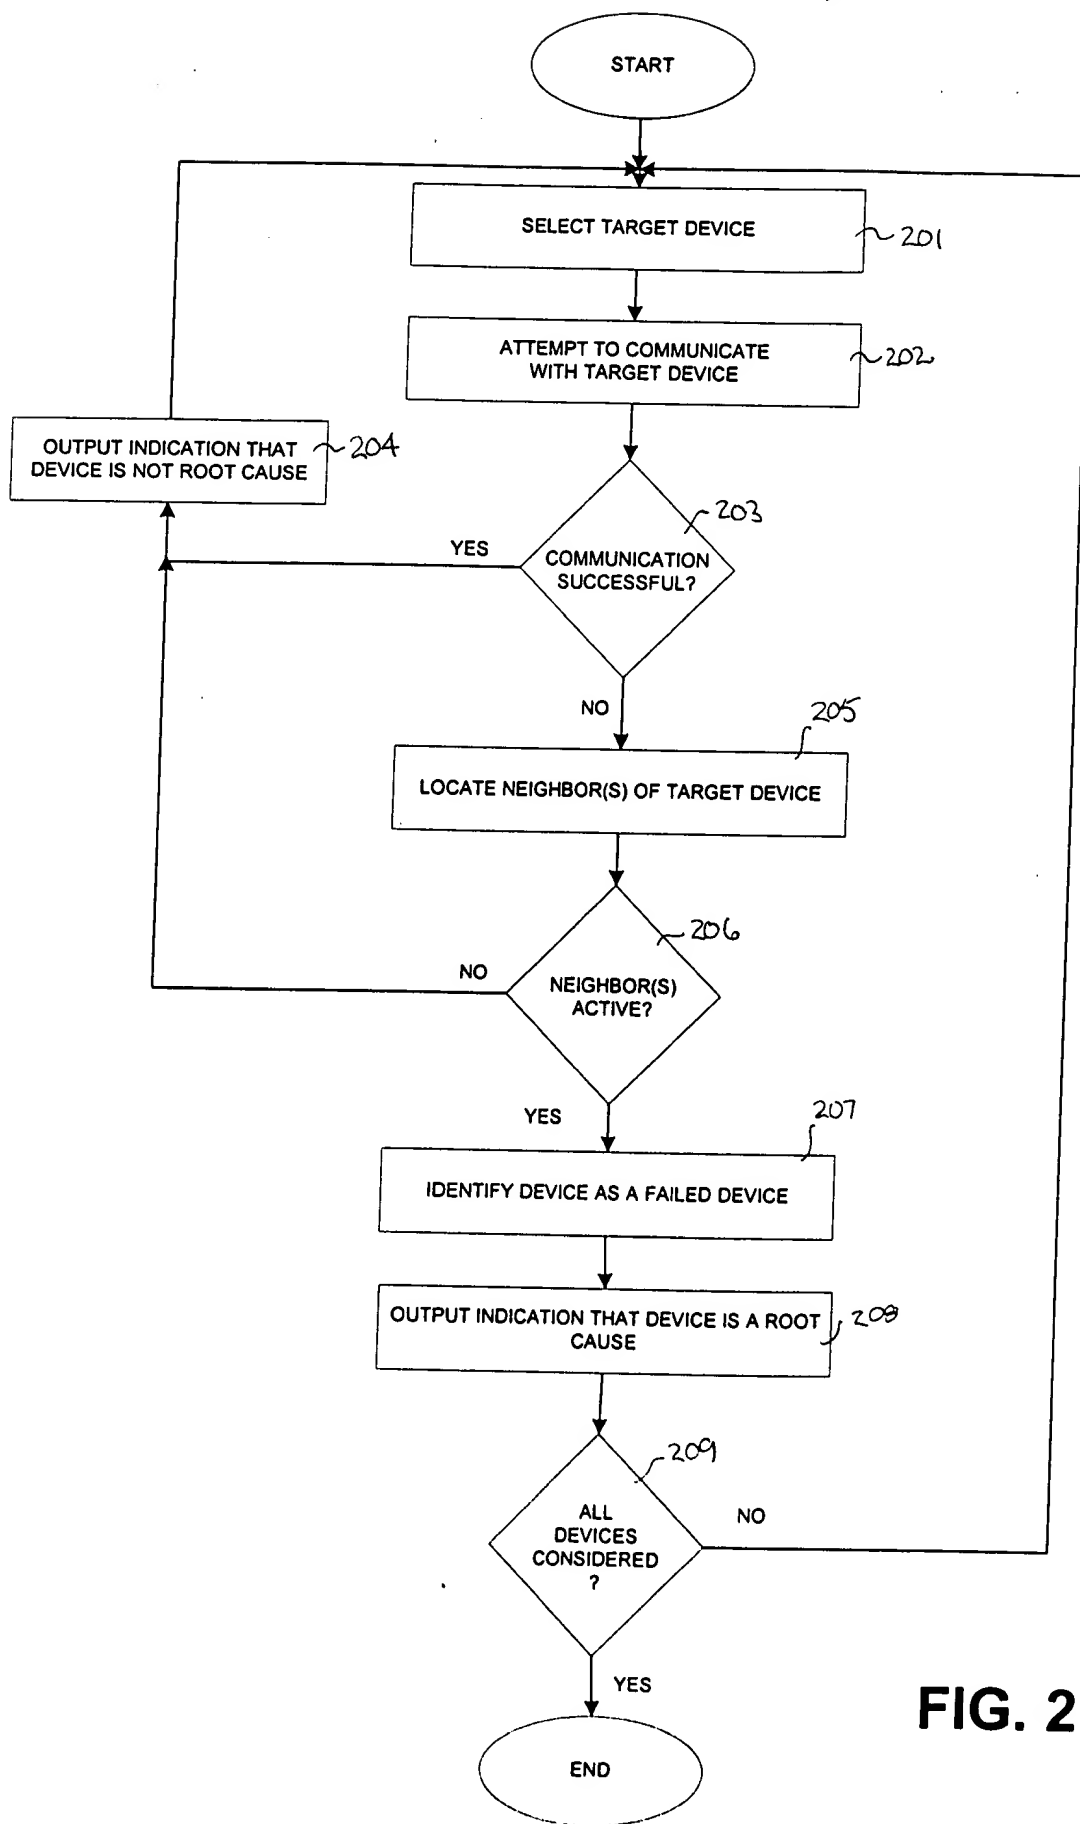 START
SELECT TARGET DEVICE
201
ATTEMPT TO COMMUNICATE
WITH TARGET DEVICE
202
OUTPUT INDICATION THAT
DEVICE IS NOT ROOT CAUSE
204
203
YES
COMMUNICATION
SUCCESSFUL?
NO
205
LOCATE NEIGHBOR(S) OF TARGET DEVICE
206
NO
NEIGHBOR(S)
ACTIVE?
YES
207
IDENTIFY DEVICE AS A FAILED DEVICE
OUTPUT INDICATION THAT DEVICE IS A ROOT
CAUSE
208
209
ALL
DEVICES
CONSIDERED
?
NO
YES
END
FIG. 2